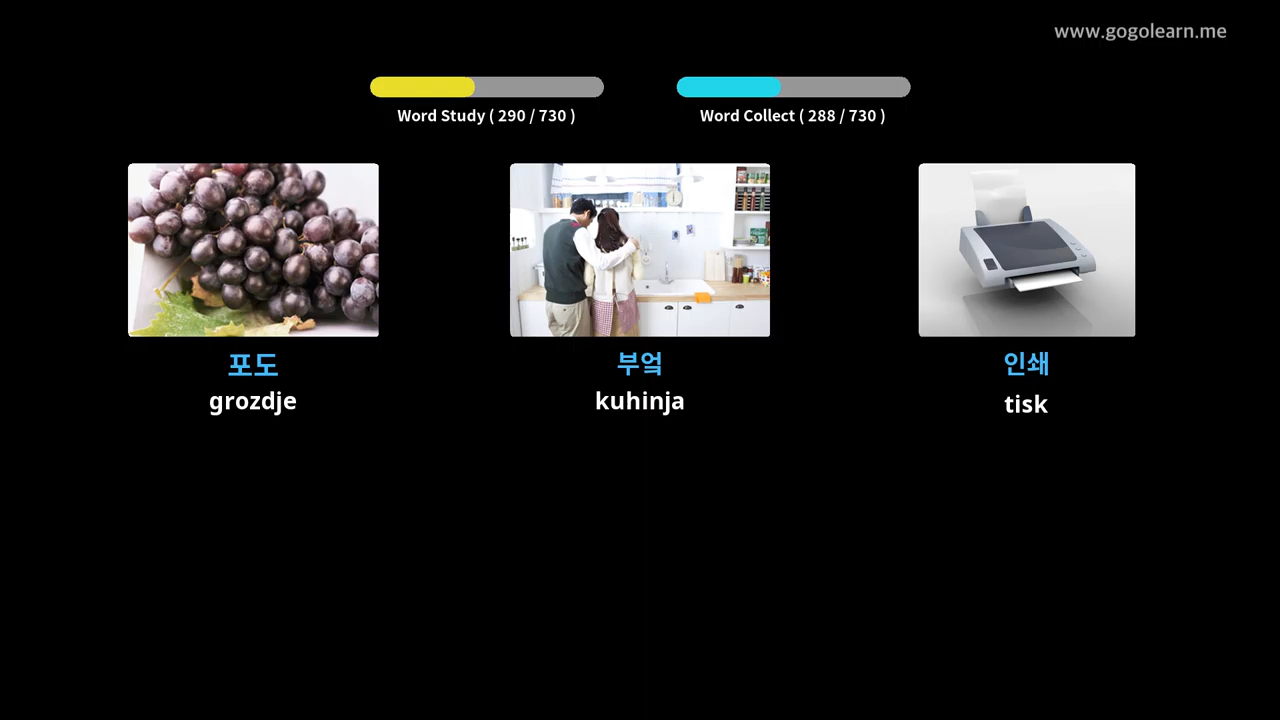 www.gogolearn.me
Word Study ( 290 / 730 )
Word Collect ( 288 / 730 )
포도
grozdje
부엌
kuhinja
인쇄
tisk